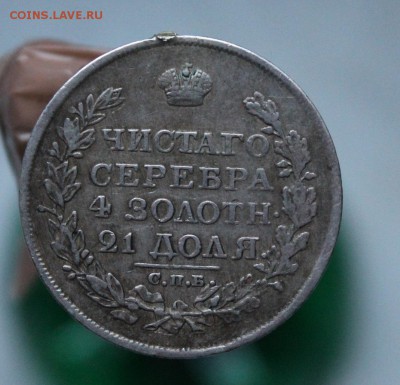 COINS.LAVE.RU
ЧИСТАГО
СЕРЕБРА
4 ЗОЛОТН.
21 ДОЛЯ.
С.П.Б.